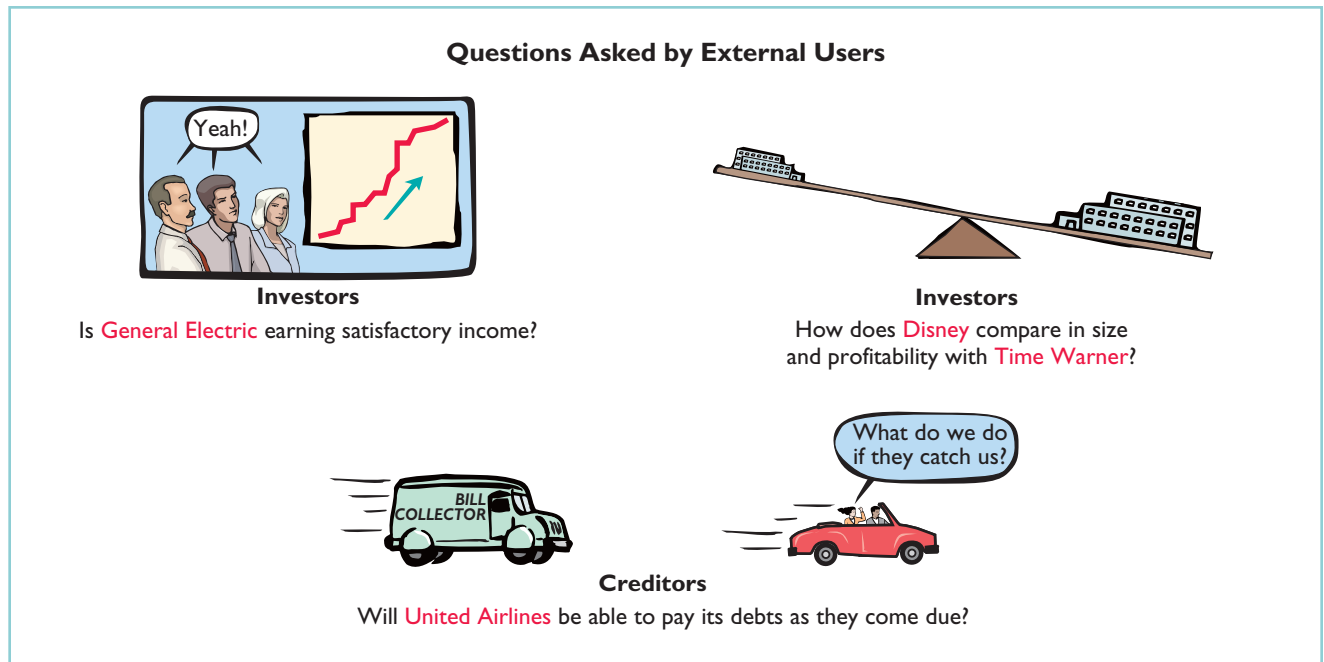 Questions Asked by External Users
Yeah!
Investors
Is General Electric earning satisfactory income?
Investors
How does Disney compare in size
and profitability with Time Warner?
What do we do
if they catch us?
BILL
COLLECTOR
Creditors
Will United Airlines be able to pay its debts as they come due?